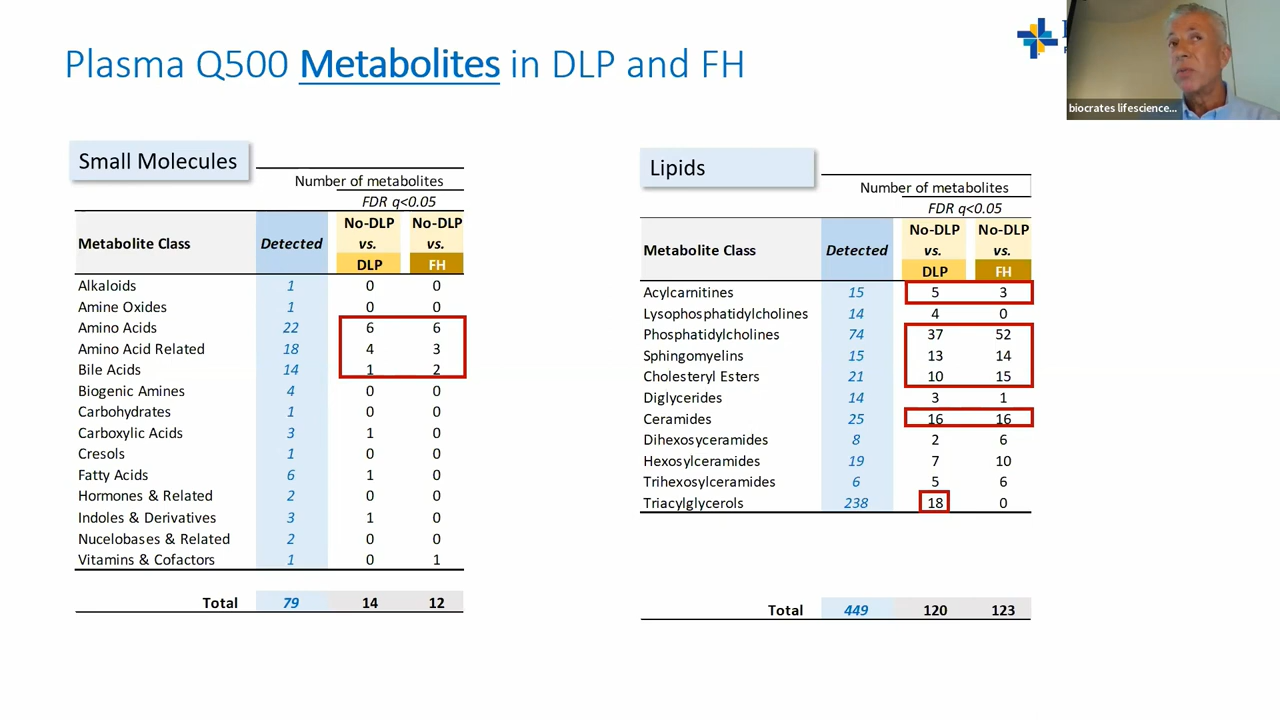 Plasma Q500 Metabolites in DLP and FH
biocrates lifescience...
Small Molecules
Number of metabolites
FDR q<0.05
Metabolite Class Detected No-DLP vs. DLP No-DLP vs. FH
Alkaloids 1 0 0
Amine Oxides 1 0 0
Amino Acids 22 6 6
Amino Acid Related 18 4 3
Bile Acids 14 1 2
Biogenic Amines 4 0 0
Carbohydrates 1 0 0
Carboxylic Acids 3 1 0
Cresols 1 0 0
Fatty Acids 6 1 0
Hormones & Related 2 0 0
Indoles & Derivatives 3 1 0
Nucelobases & Related 2 0 0
Vitamins & Cofactors 1 0 1
Total 79 14 12
Lipids
Number of metabolites
FDR q<0.05
Metabolite Class Detected No-DLP vs. DLP No-DLP vs. FH
Acylcarnitines 15 5 3
Lysophosphatidylcholines 14 4 0
Phosphatidylcholines 74 37 52
Sphingomyelins 15 13 14
Cholesteryl Esters 21 10 15
Diglycerides 14 3 1
Ceramides 25 16 16
Dihexosyceramides 8 2 6
Hexosylceramides 19 7 10
Trihexosylceramides 6 5 6
Triacylglycerols 238 18 0
Total 449 120 123